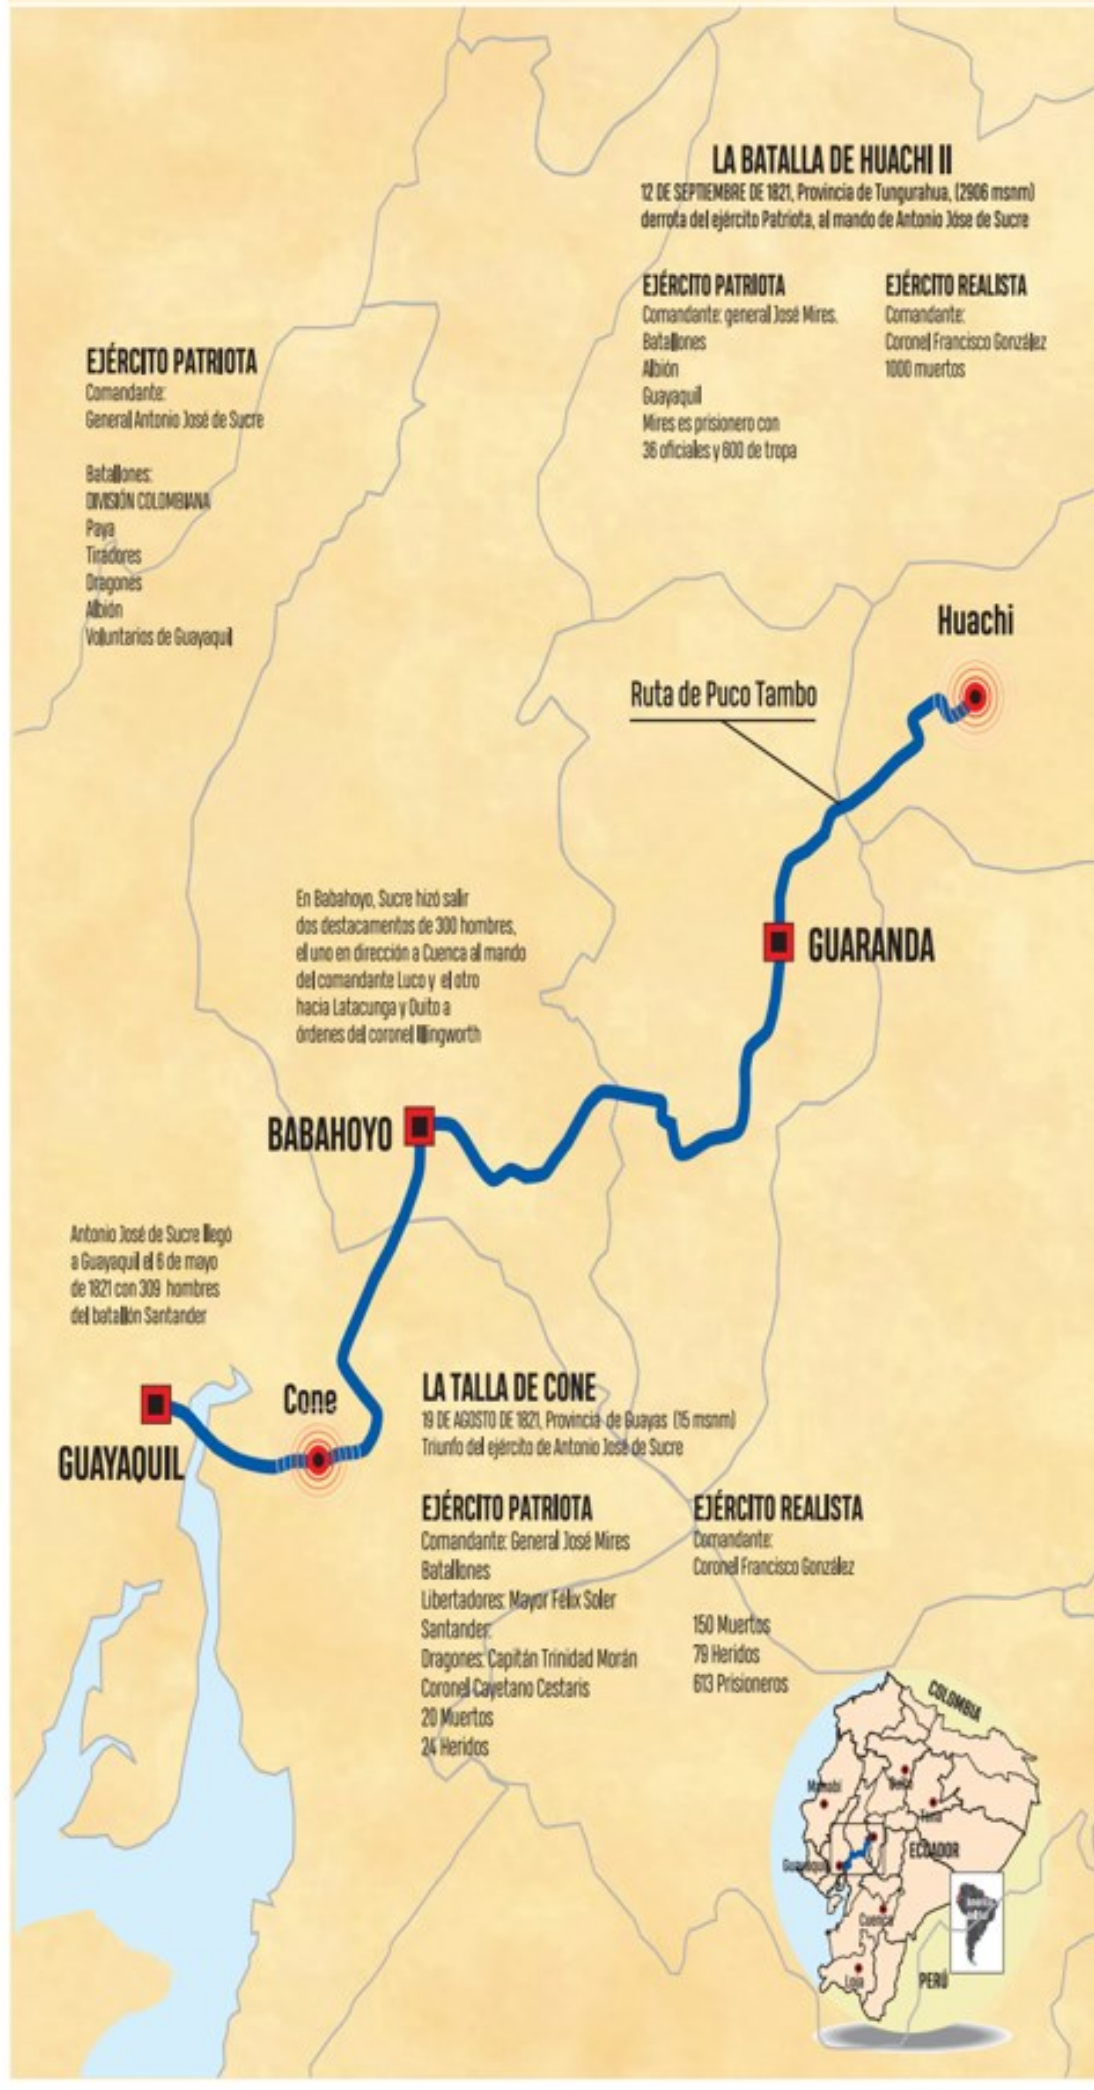 LA BATALLA DE HUACHI II
12 DE SEPTIEMBRE DE 1821, Provincia de Tungurahua, (2906 msnm)
derrota del ejército Patriota, al mando de Antonio Jóse de Sucre
EJÉRCITO PATRIOTA
Comandante: general José Mires.
Batallones
Albión
Guayaquil
Mires es prisionero con
36 oficiales y 600 de tropa
EJÉRCITO REALISTA
Comandante:
Coronel Francisco González
1000 muertos
EJÉRCITO PATRIOTA
Comandante:
General Antonio José de Sucre
Batallones:
DIVISIÓN COLOMBIANA
Paya
Tiradores
Dragones
Albión
Voluntarios de Guayaquil
Huachi
Ruta de Puco Tambo
En Babahoyo, Sucre hizó salir
dos destacamentos de 300 hombres,
el uno en dirección a Cuenca al mando
del comandante Luco y el otro
hacia Latacunga y Quito a
órdenes del coronel Illingworth
GUARANDA
BABAHOYO
Antonio José de Sucre llegó
a Guayaquil el 6 de mayo
de 1821 con 309 hombres
del batallón Santander
Cone
GUAYAQUIL
LA TALLA DE CONE
19 DE AGOSTO DE 1821, Provincia de Guayas (15 msnm)
Triunfo del ejército de Antonio José de Sucre
EJÉRCITO PATRIOTA
Comandante: General José Mires
Batallones
Libertadores: Mayor Félix Soler
Santander:
Dragones: Capitán Trinidad Morán
Coronel Cayetano Cestaris
20 Muertos
24 Heridos
EJÉRCITO REALISTA
Comandante:
Coronel Francisco González
150 Muertos
79 Heridos
613 Prisioneros
COLOMBIA
Manabi
Quito
Tena
ECUADOR
Guayaquil
Cuenca
Loja
PERÚ